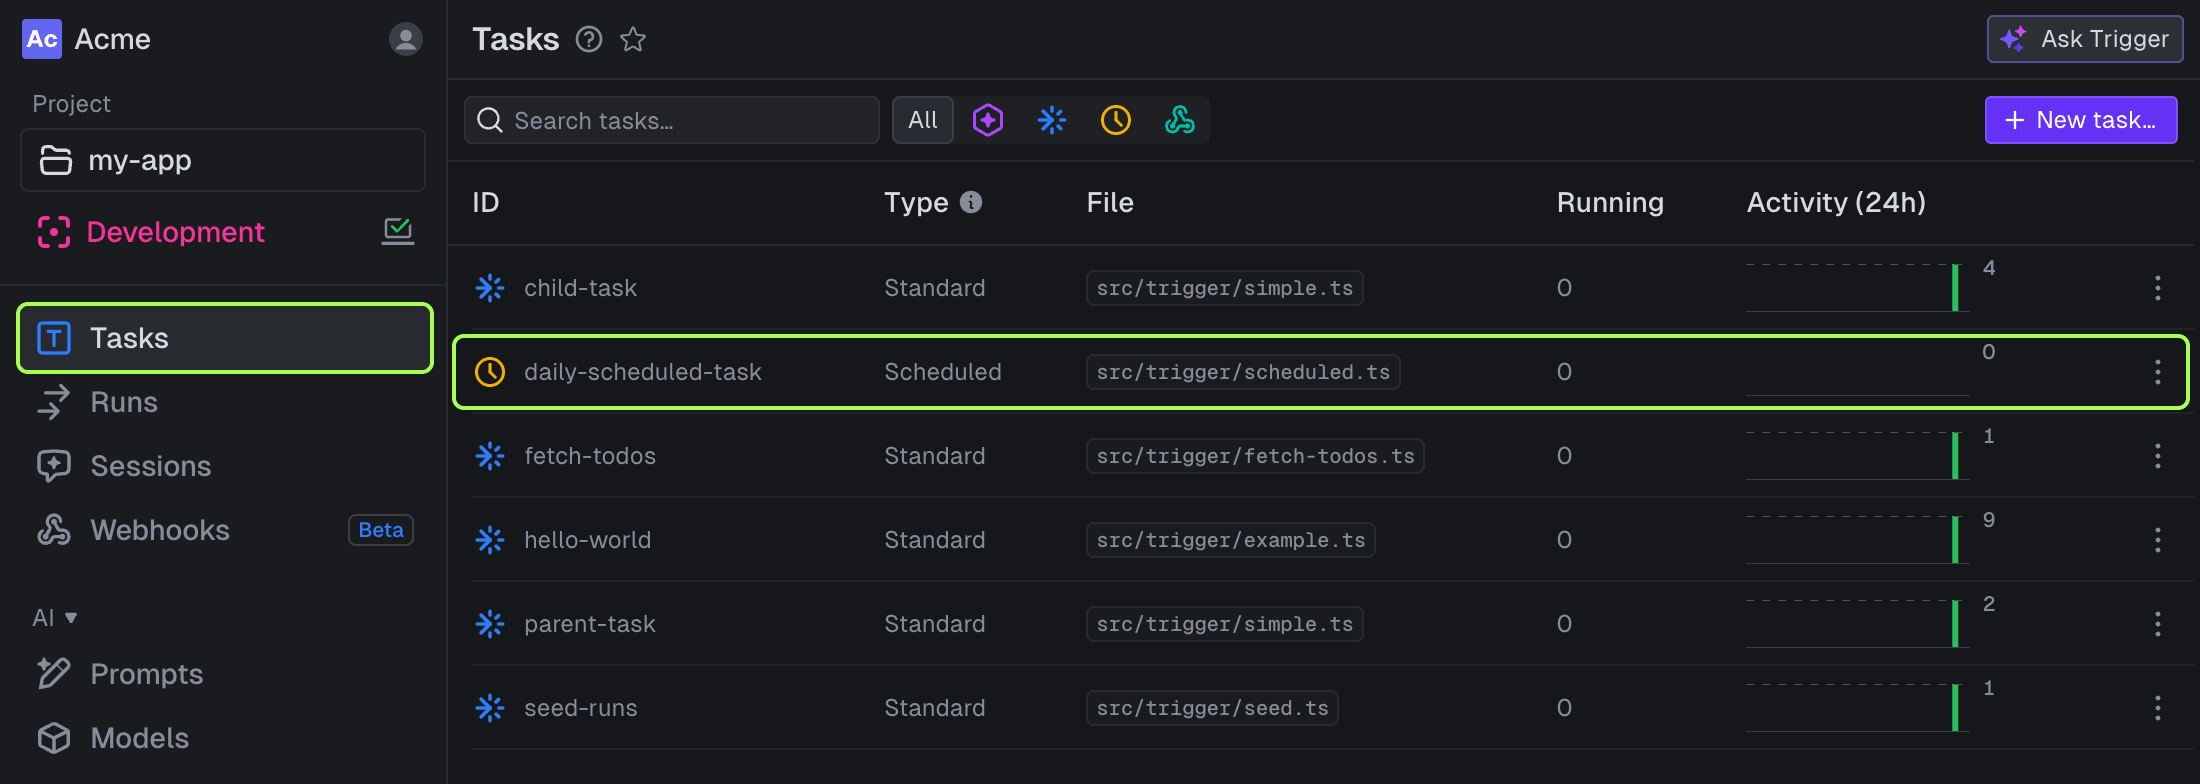 Ac Acme
Project
my-app
Development
Tasks
Runs
Sessions
Webhooks Beta
AI
Prompts
Models
Tasks
Ask Trigger
Search tasks...
All
New task...
ID Type File Running Activity (24h)
child-task Standard src/trigger/simple.ts 0 4
daily-scheduled-task Scheduled src/trigger/scheduled.ts 0 0
fetch-todos Standard src/trigger/fetch-todos.ts 0 1
hello-world Standard src/trigger/example.ts 0 9
parent-task Standard src/trigger/simple.ts 0 2
seed-runs Standard src/trigger/seed.ts 0 1